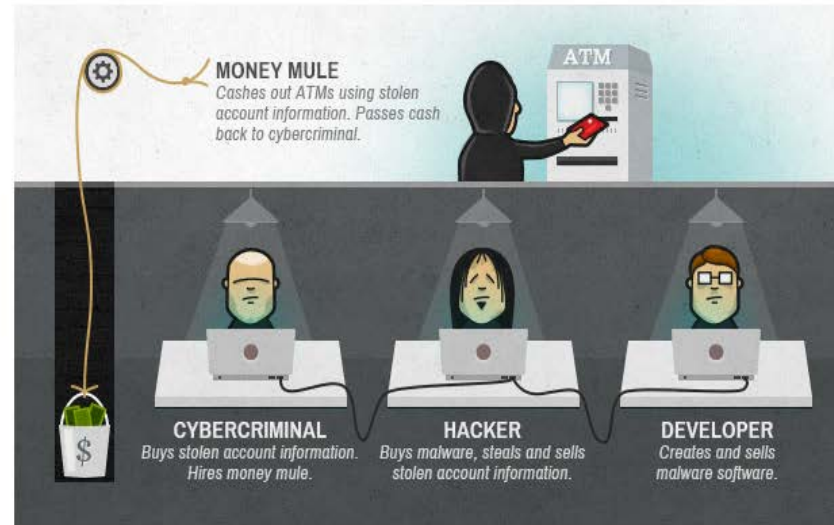 MONEY MULE
Cashes out ATMs using stolen
account information. Passes cash
back to cybercriminal.
ATM
$
CYBERCRIMINAL
Buys stolen account information.
Hires money mule.
HACKER
Buys malware, steals and sells
stolen account information.
DEVELOPER
Creates and sells
malware software.